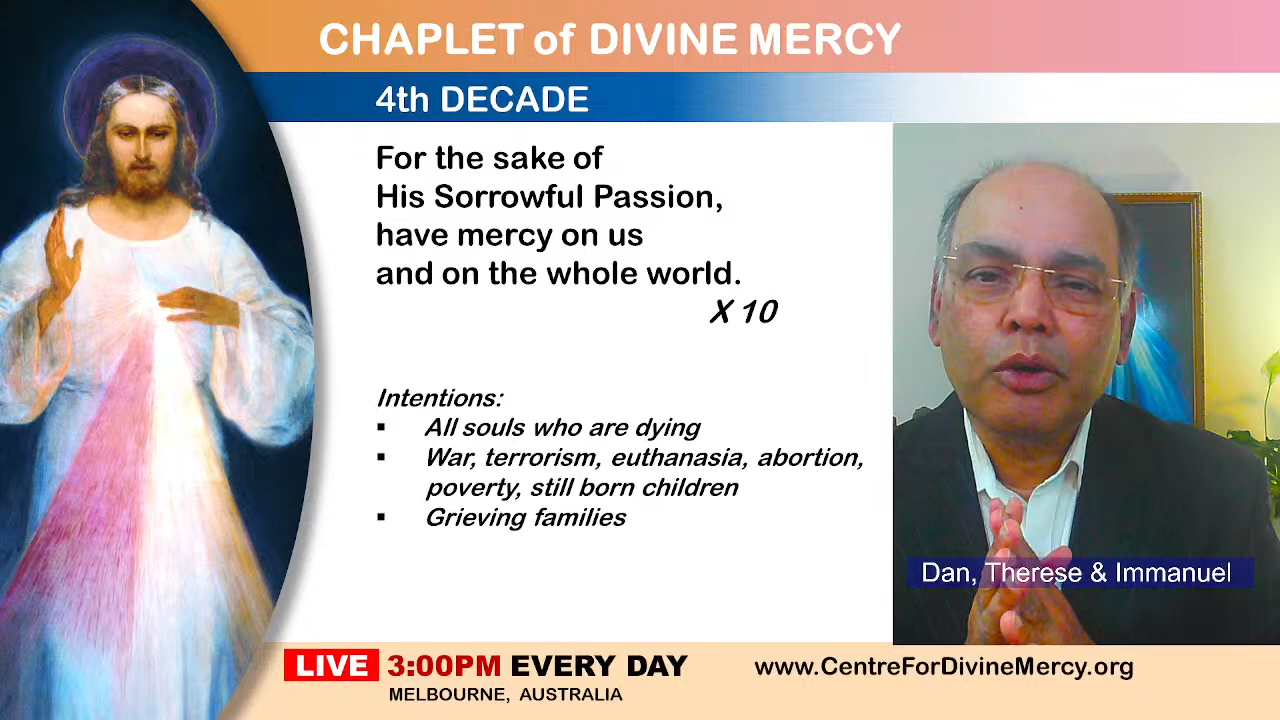 CHAPLET of DIVINE MERCY
4th DECADE
For the sake of
His Sorrowful Passion,
have mercy on us
and on the whole world.
X 10
Intentions:
▪ All souls who are dying
▪ War, terrorism, euthanasia, abortion,
poverty, still born children
▪ Grieving families
Dan, Therese & Immanuel
LIVE 3:00PM EVERY DAY
MELBOURNE, AUSTRALIA
www.CentreForDivineMercy.org